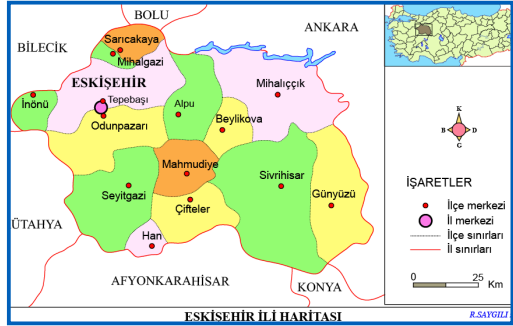 BOLU
ANKARA
BİLECİK
Sarıcakaya
Mihalgazi
ESKİŞEHİR
Tepebaşı
Mihalıççık
İnönü
Alpu
Odunpazarı
Beylikova
Mahmudiye
Seyitgazi
Sivrihisar
Günyüzü
Çifteler
ÜTAHYA
Han
AFYONKARAHİSAR
KONYA
ESKİŞEHİR İLİ HARİTASI
K
B
D
G
İŞARETLER
İlçe merkezi
İl merkezi
İlçe sınırları
İl sınırları
0 25
Km
R.SAYGILI